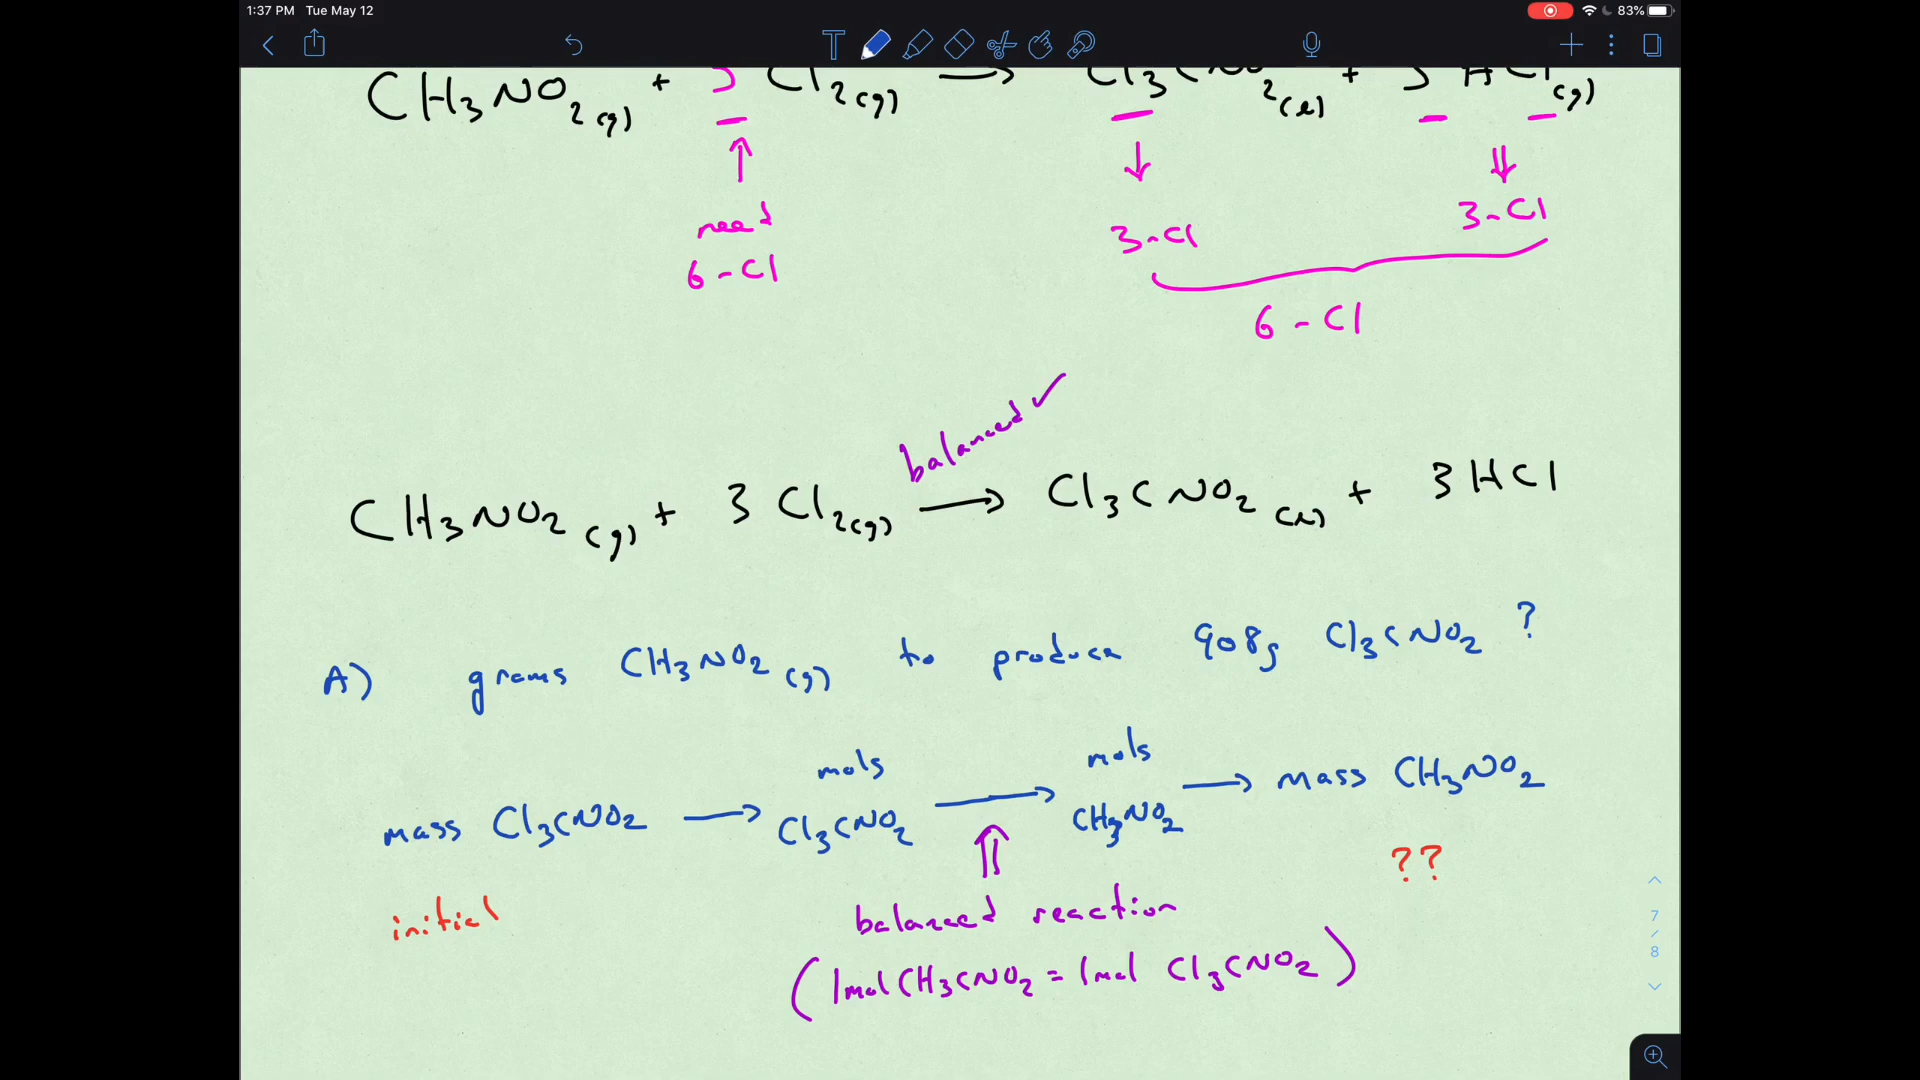 1:37 PM Tue May 12 83%
CH₃NO₂(g) + 3 Cl₂(g) → Cl₃CNO₂(l) + 3 HCl(g)
need
6-Cl
3-Cl
3-Cl
6-Cl
balanced ✓
CH₃NO₂(g) + 3 Cl₂(g) → Cl₃CNO₂(l) + 3 HCl
A) grams CH₃NO₂(g) to produce 908g Cl₃CNO₂ ?
mass Cl₃CNO₂ → mols Cl₃CNO₂ → mols CH₃NO₂ → mass CH₃NO₂
initial
??
balanced reaction
(1mol CH₃CNO₂ = 1mol Cl₃CNO₂)
7
/
8